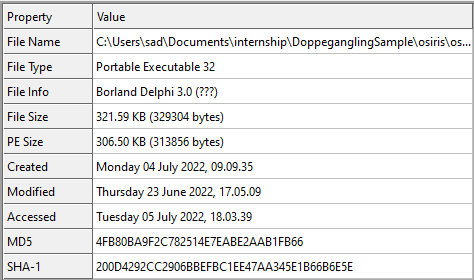 Property Value
File Name C:\Users\sad\Documents\internship\DoppeganglingSample\osiris\os...
File Type Portable Executable 32
File Info Borland Delphi 3.0 (???)
File Size 321.59 KB (329304 bytes)
PE Size 306.50 KB (313856 bytes)
Created Monday 04 July 2022, 09.09.35
Modified Thursday 23 June 2022, 17.05.09
Accessed Tuesday 05 July 2022, 18.03.39
MD5 4FB80BA9F2C782514E7EABE2AAB1FB66
SHA-1 200D4292CC2906BBEFBC1EE47AA345E1B66B6E5E